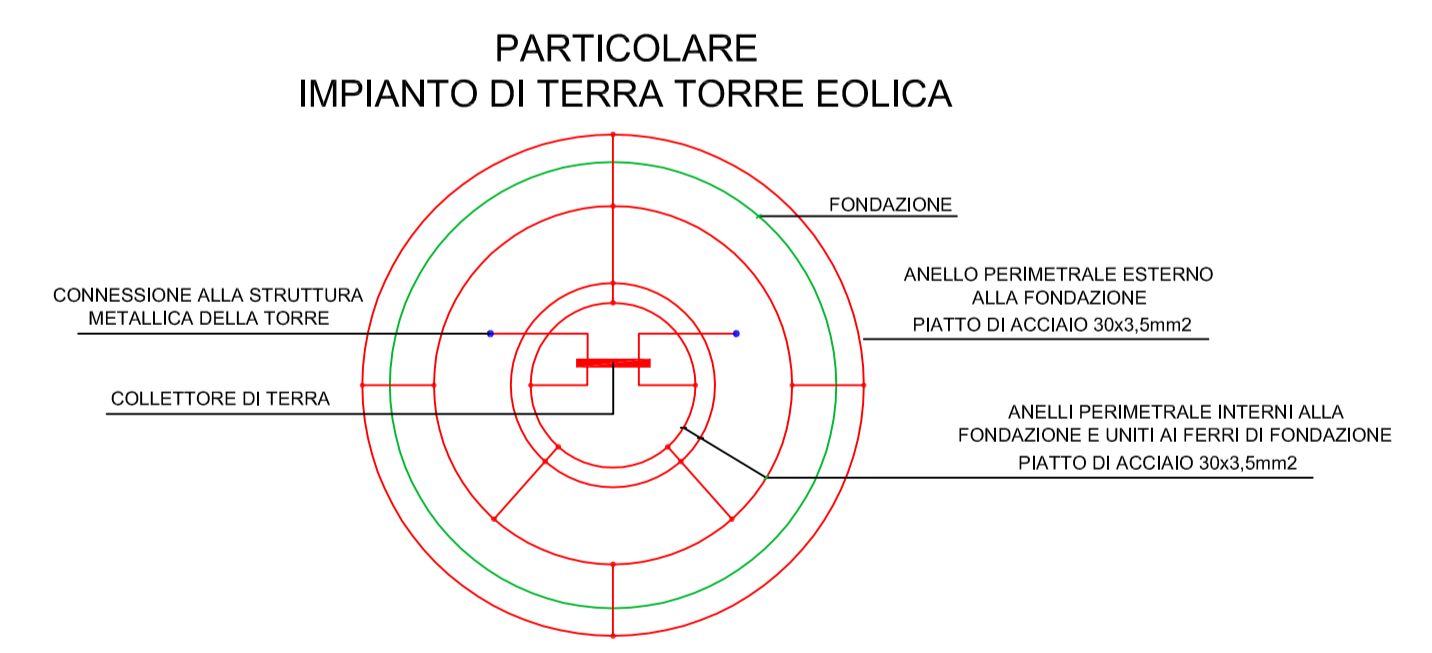 PARTICOLARE
IMPIANTO DI TERRA TORRE EOLICA
FONDAZIONE
ANELLO PERIMETRALE ESTERNO
ALLA FONDAZIONE
PIATTO DI ACCIAIO 30x3,5mm2
CONNESSIONE ALLA STRUTTURA
METALLICA DELLA TORRE
COLLETTORE DI TERRA
ANELLI PERIMETRALE INTERNI ALLA
FONDAZIONE E UNITI AI FERRI DI FONDAZIONE
PIATTO DI ACCIAIO 30x3,5mm2